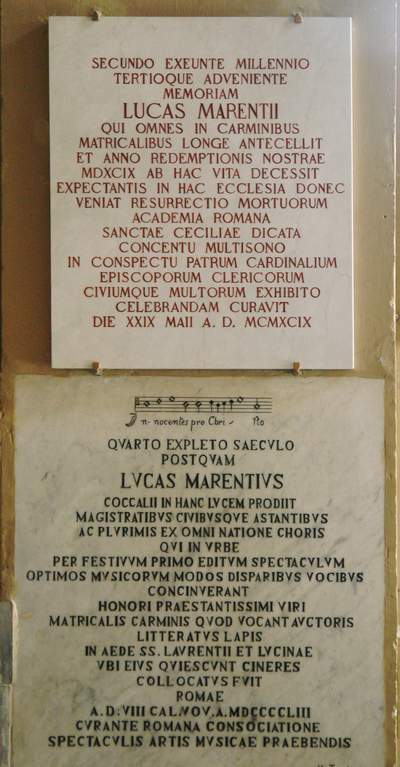 SECUNDO EXEUNTE MILLENNIO
TERTIOQUE ADVENIENTE
MEMORIAM
LUCAS MARENTII
QUI OMNES IN CARMINIBUS
MATRICALIBUS LONGE ANTECELLIT
ET ANNO REDEMPTIONIS NOSTRAE
MDXCIX AB HAC VITA DECESSIT
EXPECTANTIS IN HAC ECCLESIA DONEC
VENIAT RESURRECTIO MORTUORUM
ACADEMIA ROMANA
SANCTAE CECILIAE DICATA
CONCENTU MULTISONO
IN CONSPECTU PATRUM CARDINALIUM
EPISCOPORUM CLERICORUM
CIVIUMQUE MULTORUM EXHIBITO
CELEBRANDAM CURAVIT
DIE XXIX MAII A. D. MCMXCIX
In- nocentes pro Chri - sto
QVARTO EXPLETO SAECVLO
POSTQVAM
LVCAS MARENTIVS
COCCALII IN HANC LVCEM PRODIIT
MAGISTRATIBVS CIVIBVSQVE ASTANTIBVS
AC PLVRIMIS EX OMNI NATIONE CHORIS
QVI IN VRBE
PER FESTIVVM PRIMO EDITVM SPECTACVLVM
OPTIMOS MVSICORVM MODOS DISPARIBVS VOCIBVS
CONCINVERANT
HONORI PRAESTANTISSIMI VIRI
MATRICALIS CARMINIS QVOD VOCANT AVCTORIS
LITTERATVS LAPIS
IN AEDE SS. LAVRENTII ET LVCINAE
VBI EIVS QVIESCVNT CINERES
COLLOCATVS FVIT
ROMAE
A. D. VIII CAL. NOV. A. MDCCCCLIII
CVRANTE ROMANA CONSOCIATIONE
SPECTACVLIS ARTIS MVSICAE PRAEBENDIS